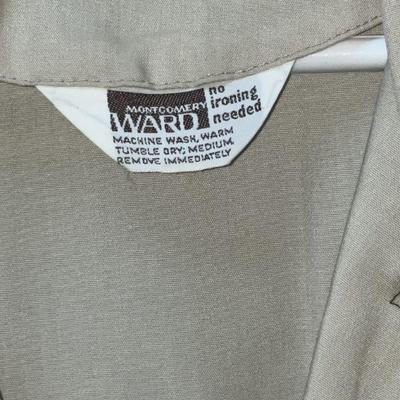 MONTGOMERY
WARD
no
ironing
needed
MACHINE WASH, WARM
TUMBLE DRY; MEDIUM,
REMOVE IMMEDIATELY